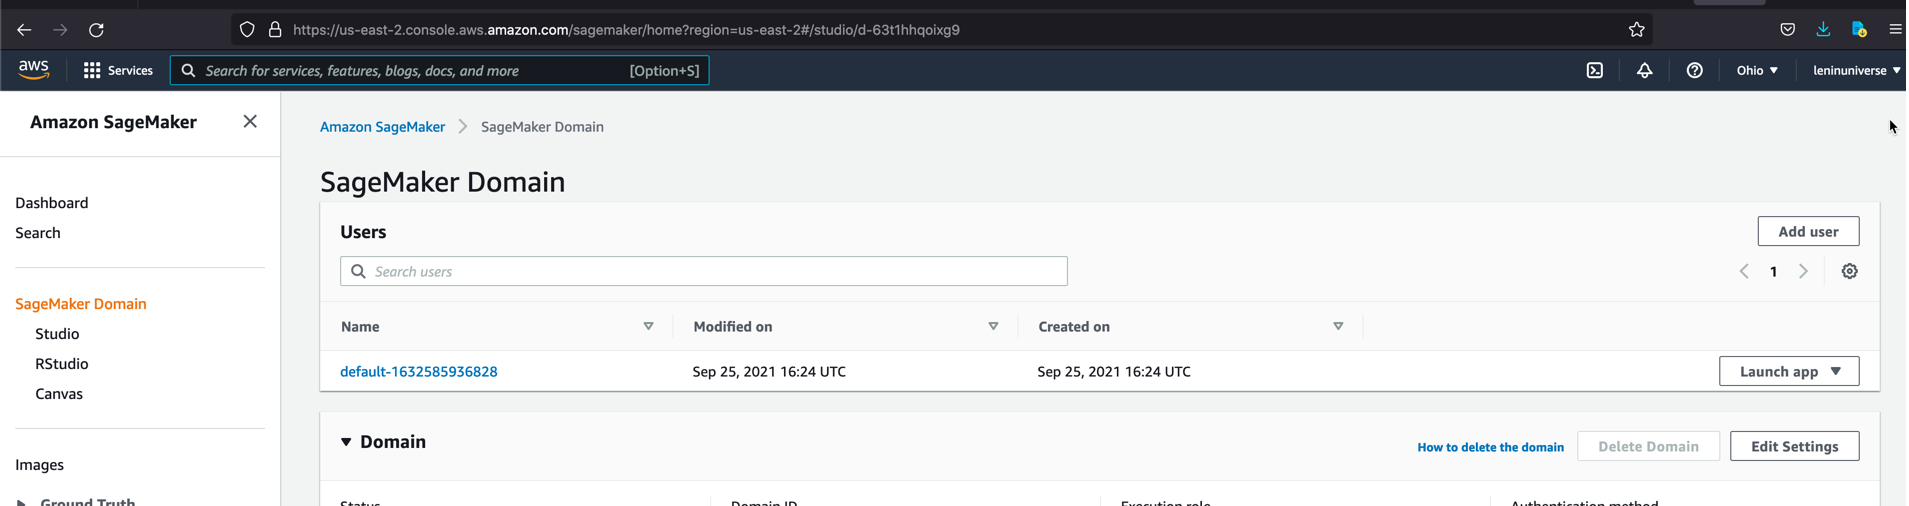 https://us-east-2.console.aws.amazon.com/sagemaker/home?region=us-east-2#/studio/d-63t1hhqoixg9
aws Services Search for services, features, blogs, docs, and more [Option+S] Ohio leninuniverse
Amazon SageMaker
Dashboard
Search
SageMaker Domain
Studio
RStudio
Canvas
Images
Ground Truth
Amazon SageMaker SageMaker Domain
SageMaker Domain
Users Add user
Search users 1
Name Modified on Created on
default-1632585936828 Sep 25, 2021 16:24 UTC Sep 25, 2021 16:24 UTC Launch app
Domain How to delete the domain Delete Domain Edit Settings
Status Domain ID Execution role Authentication method